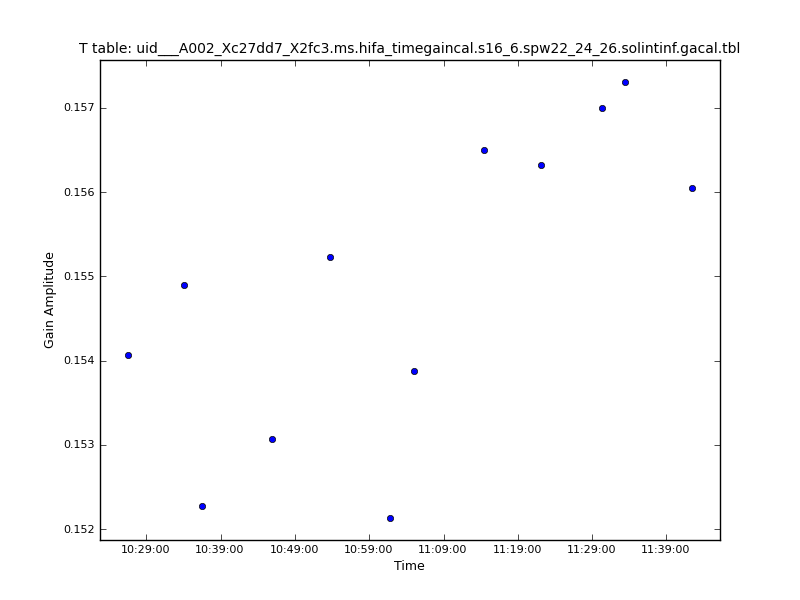 T table: uid___A002_Xc27dd7_X2fc3.ms.hifa_timegaincal.s16_6.spw22_24_26.solintinf.gacal.tbl
0.157
0.156
0.155
0.154
0.153
0.152
Gain Amplitude
10:29:00 10:39:00 10:49:00 10:59:00 11:09:00 11:19:00 11:29:00 11:39:00
Time